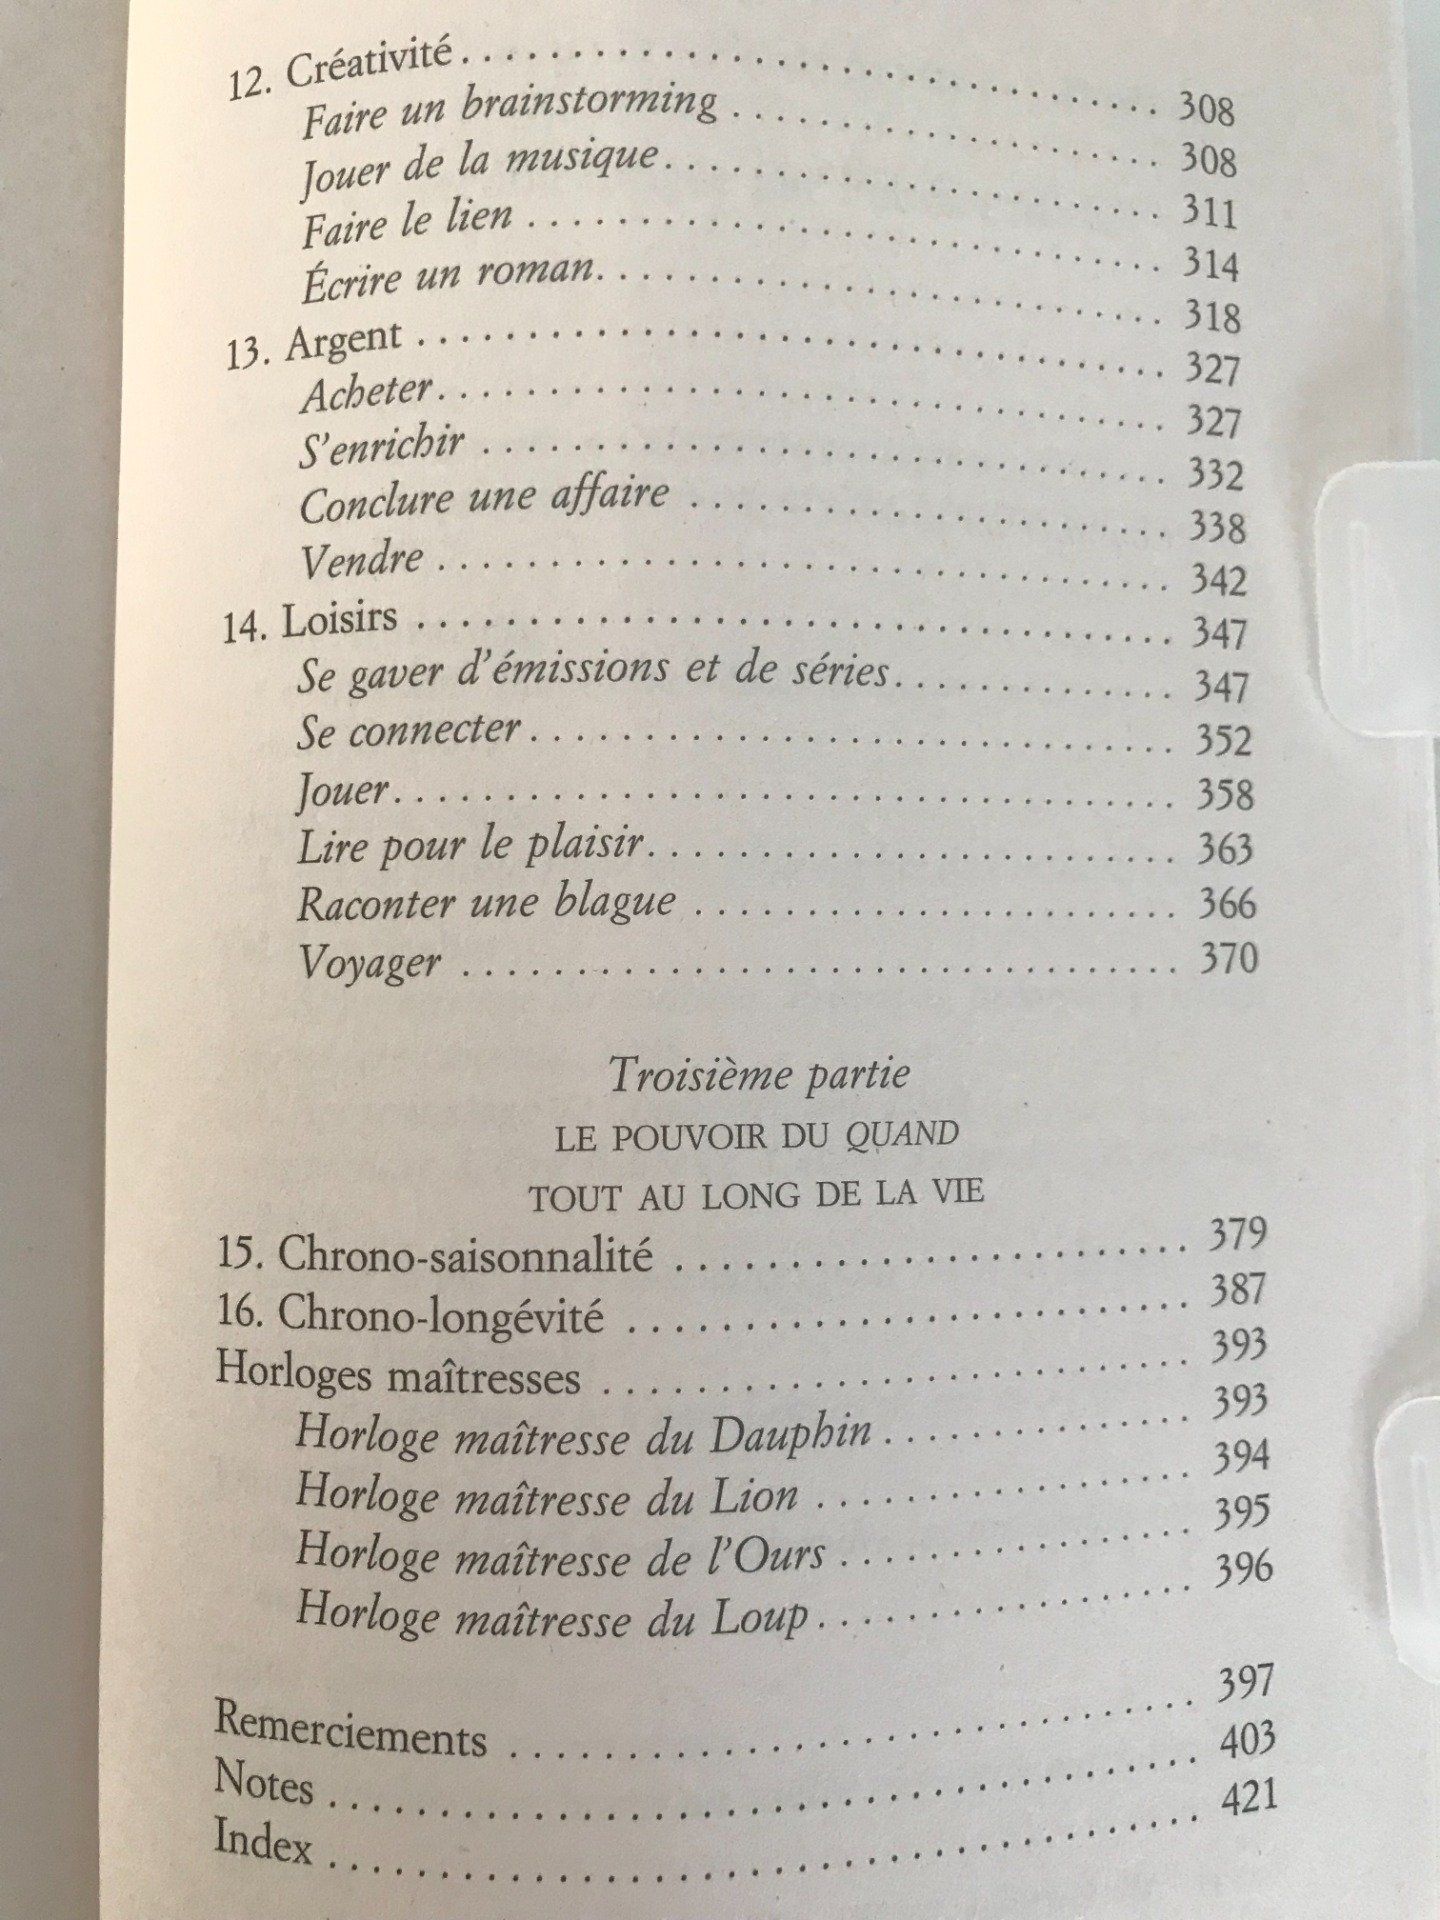 12. Créativité . . . . . . . . . . . . . . . . . . . . . . . . 308
Faire un brainstorming . . . . . . . . . . . . . . . 308
Jouer de la musique . . . . . . . . . . . . . . . . . 311
Faire le lien . . . . . . . . . . . . . . . . . . . . . . 314
Écrire un roman . . . . . . . . . . . . . . . . . . . 318
13. Argent . . . . . . . . . . . . . . . . . . . . . . . . . 327
Acheter . . . . . . . . . . . . . . . . . . . . . . . . . 327
S'enrichir . . . . . . . . . . . . . . . . . . . . . . . 332
Conclure une affaire . . . . . . . . . . . . . . . . 338
Vendre . . . . . . . . . . . . . . . . . . . . . . . . . 342
14. Loisirs . . . . . . . . . . . . . . . . . . . . . . . . . 347
Se gaver d'émissions et de séries . . . . . . . . . . 347
Se connecter . . . . . . . . . . . . . . . . . . . . . . 352
Jouer . . . . . . . . . . . . . . . . . . . . . . . . . . 358
Lire pour le plaisir . . . . . . . . . . . . . . . . . . 363
Raconter une blague . . . . . . . . . . . . . . . . . 366
Voyager . . . . . . . . . . . . . . . . . . . . . . . . 370
Troisième partie
LE POUVOIR DU QUAND
TOUT AU LONG DE LA VIE
15. Chrono-saisonnalité . . . . . . . . . . . . . . . . . 379
16. Chrono-longévité . . . . . . . . . . . . . . . . . . . 387
Horloges maîtresses . . . . . . . . . . . . . . . . . . . . 393
Horloge maîtresse du Dauphin . . . . . . . . . . . 393
Horloge maîtresse du Lion . . . . . . . . . . . . . 394
Horloge maîtresse de l'Ours . . . . . . . . . . . . 395
Horloge maîtresse du Loup . . . . . . . . . . . . . 396
Remerciements . . . . . . . . . . . . . . . . . . . . . . . 397
Notes . . . . . . . . . . . . . . . . . . . . . . . . . . . . . 403
Index . . . . . . . . . . . . . . . . . . . . . . . . . . . . . 421